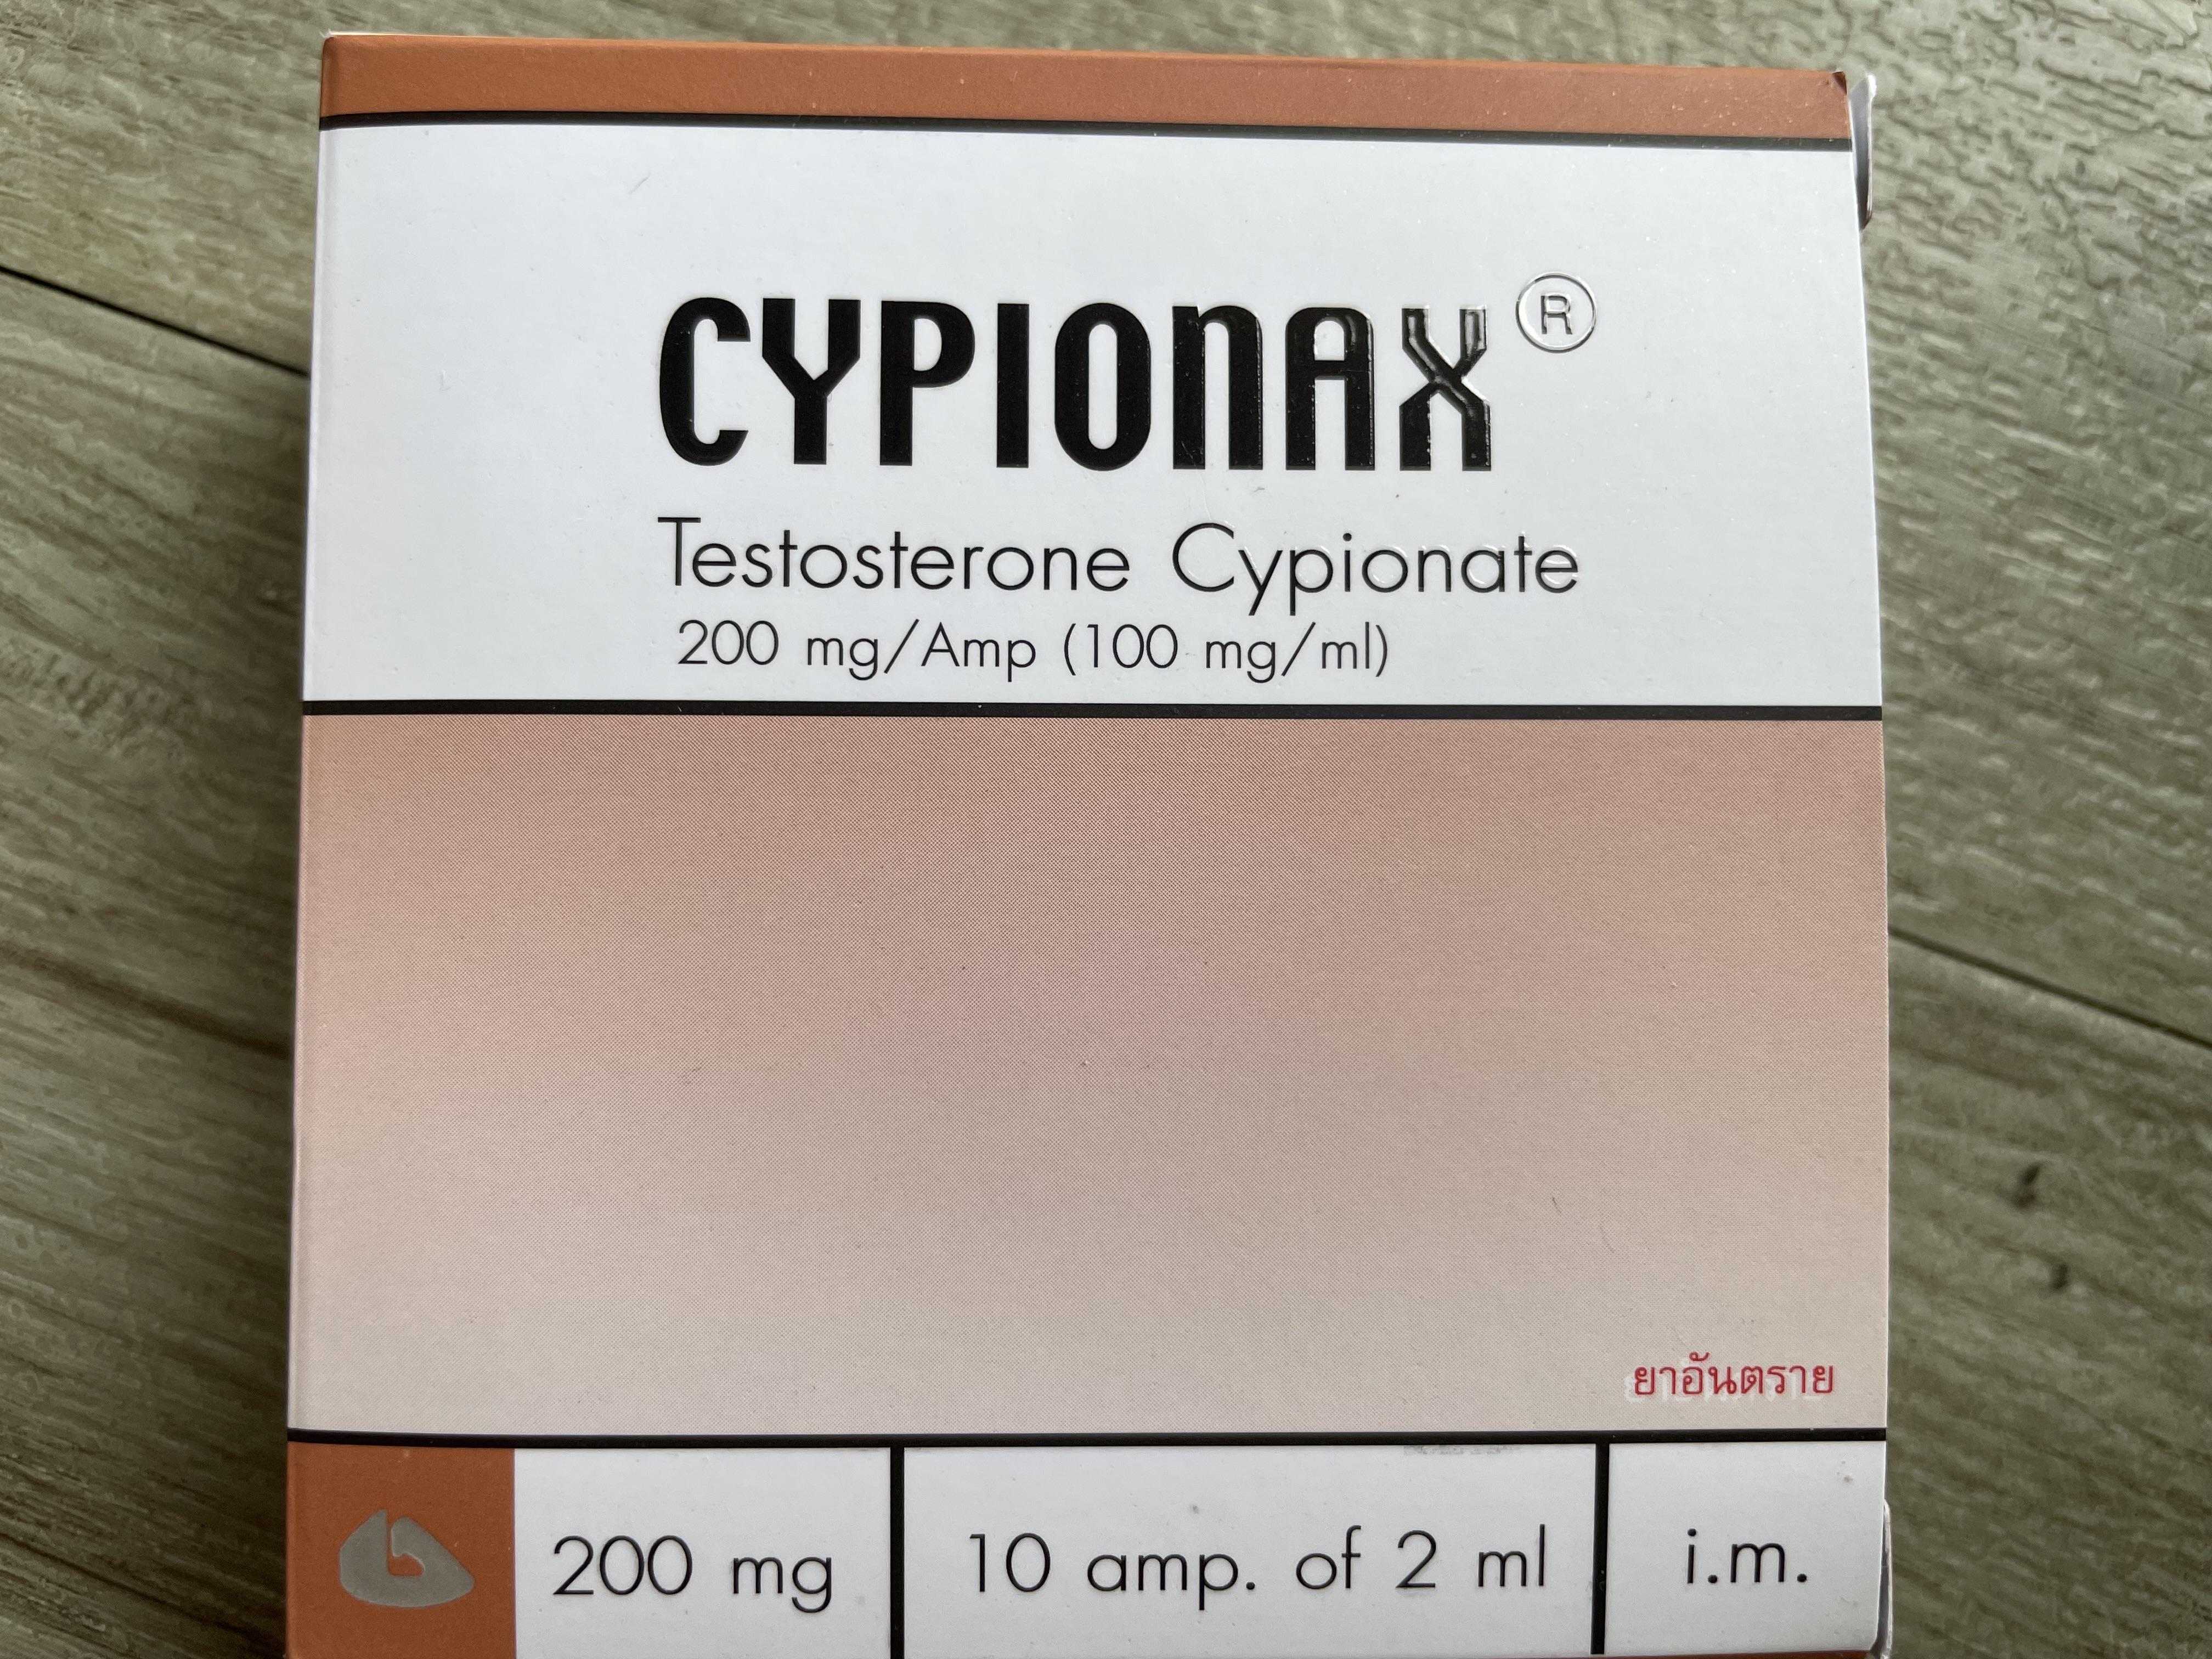 CYPIONAX®
Testosterone Cypionate
200 mg/Amp (100 mg/ml)
ยาอันตราย
200 mg
10 amp. of 2 ml
i.m.